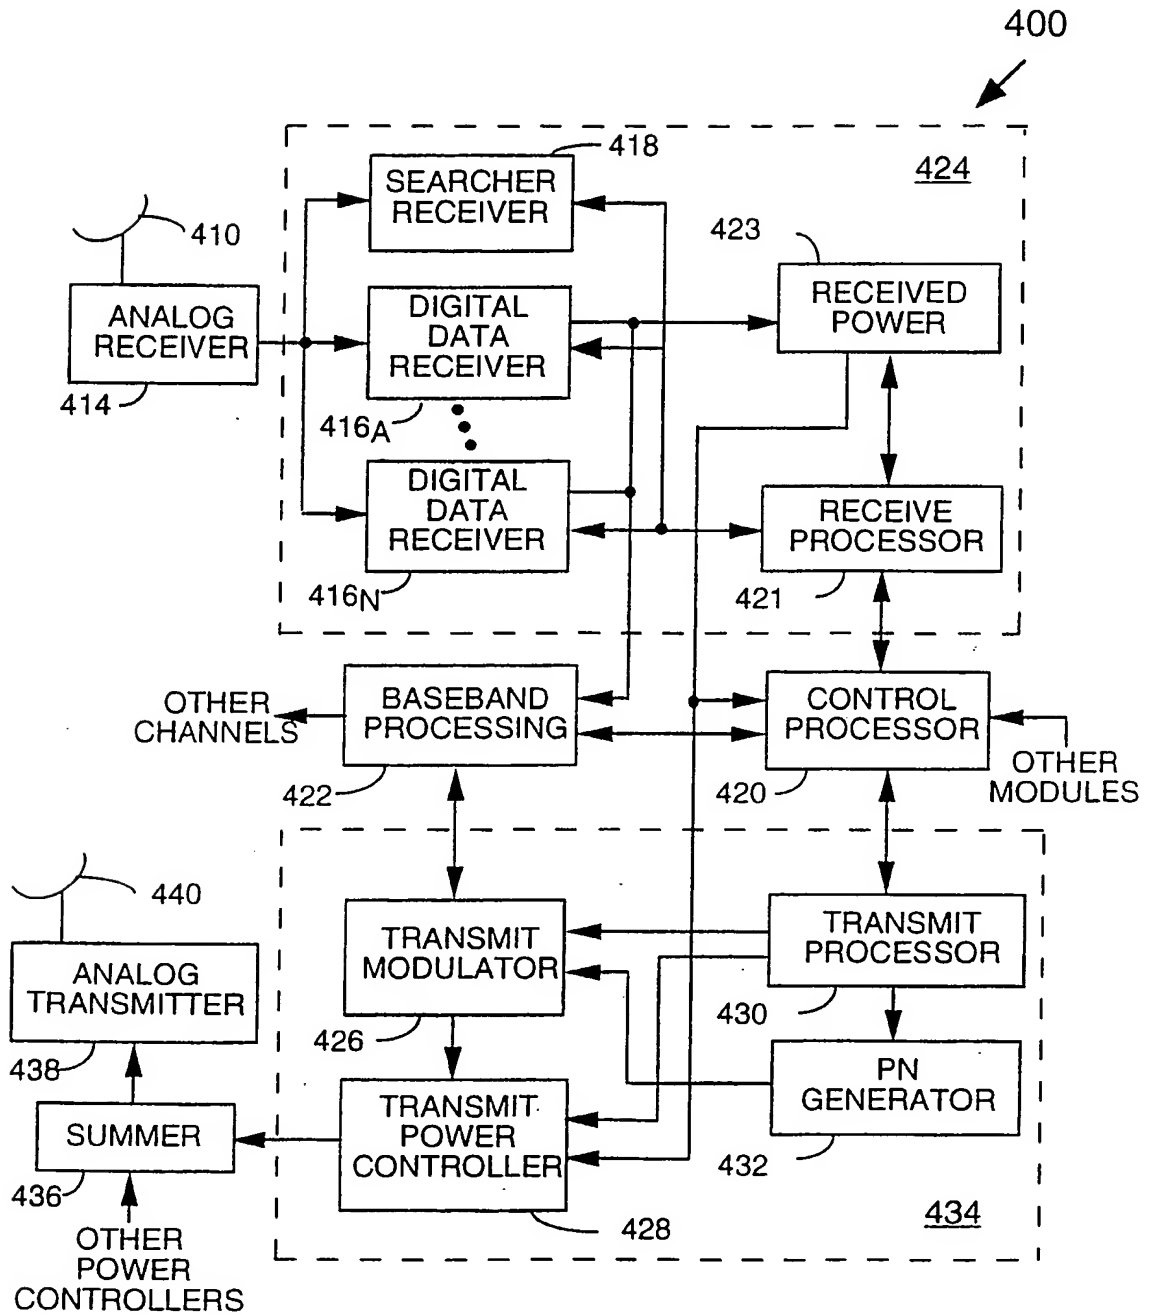 400
418
424
SEARCHER
RECEIVER
410
423
ANALOG
RECEIVER
414
DIGITAL
DATA
RECEIVER
416A
RECEIVED
POWER
DIGITAL
DATA
RECEIVER
416N
RECEIVE
PROCESSOR
421
OTHER
CHANNELS
BASEBAND
PROCESSING
422
CONTROL
PROCESSOR
420
OTHER
MODULES
440
ANALOG
TRANSMITTER
438
TRANSMIT
MODULATOR
426
TRANSMIT
PROCESSOR
430
PN
GENERATOR
432
SUMMER
436
TRANSMIT
POWER
CONTROLLER
428
434
OTHER
POWER
CONTROLLERS